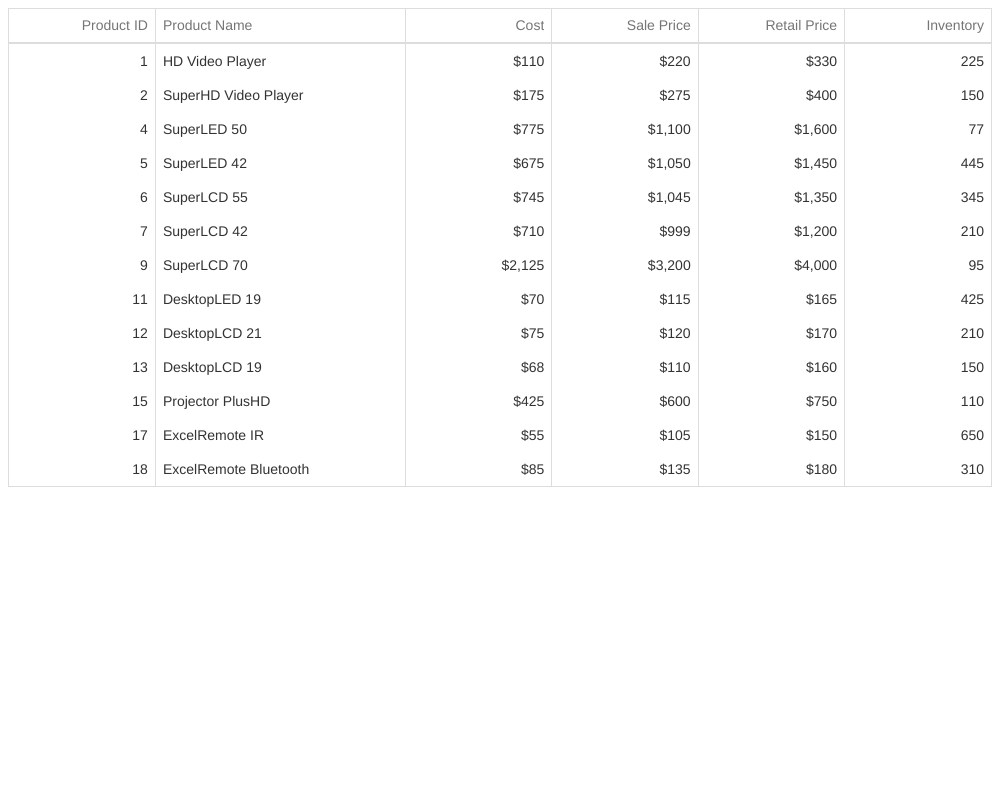 Product ID Product Name Cost Sale Price Retail Price Inventory
1 HD Video Player $110 $220 $330 225
2 SuperHD Video Player $175 $275 $400 150
4 SuperLED 50 $775 $1,100 $1,600 77
5 SuperLED 42 $675 $1,050 $1,450 445
6 SuperLCD 55 $745 $1,045 $1,350 345
7 SuperLCD 42 $710 $999 $1,200 210
9 SuperLCD 70 $2,125 $3,200 $4,000 95
11 DesktopLED 19 $70 $115 $165 425
12 DesktopLCD 21 $75 $120 $170 210
13 DesktopLCD 19 $68 $110 $160 150
15 Projector PlusHD $425 $600 $750 110
17 ExcelRemote IR $55 $105 $150 650
18 ExcelRemote Bluetooth $85 $135 $180 310